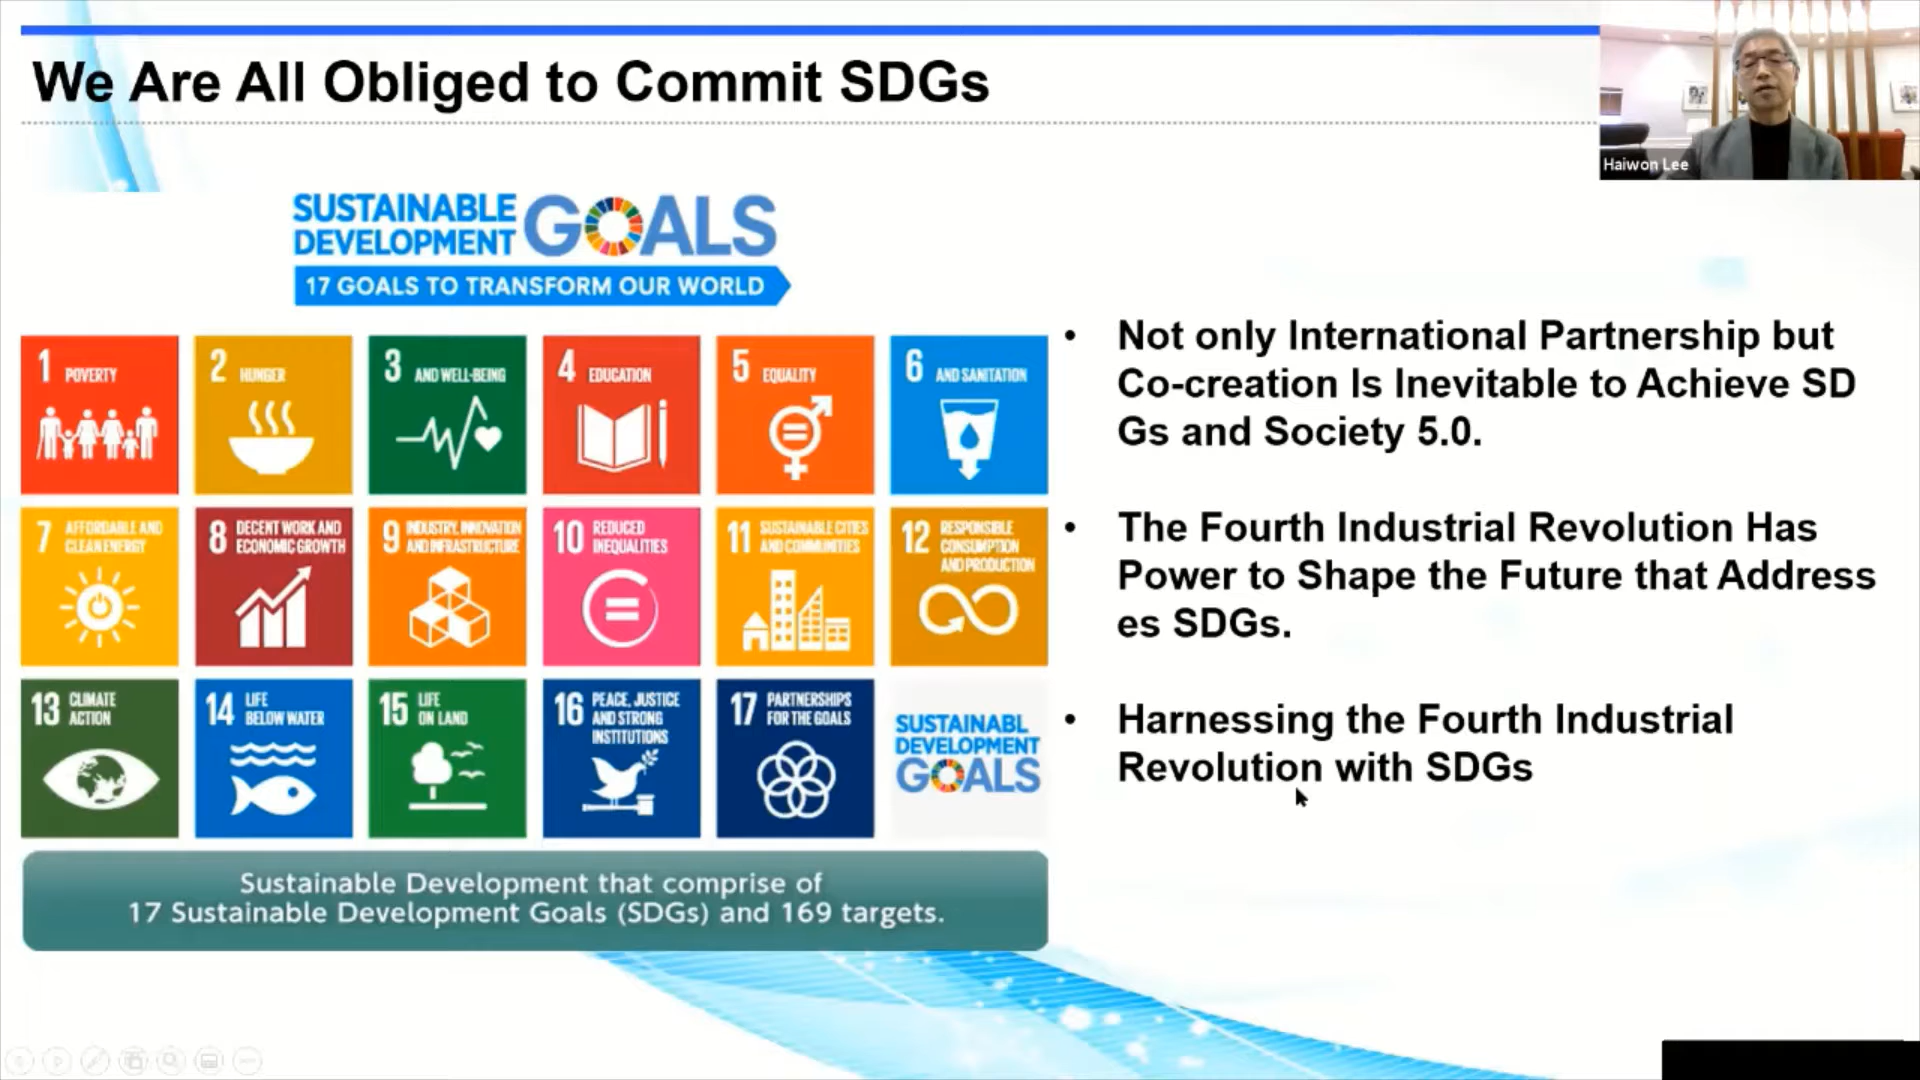 We Are All Obliged to Commit SDGs
Haiwon Lee
SUSTAINABLE
DEVELOPMENT
GOALS
17 GOALS TO TRANSFORM OUR WORLD
1 POVERTY
2 HUNGER
3 AND WELL-BEING
4 EDUCATION
5 EQUALITY
6 AND SANITATION
7 AFFORDABLE AND
CLEAN ENERGY
8 DECENT WORK AND
ECONOMIC GROWTH
9 INDUSTRY, INNOVATION
AND INFRASTRUCTURE
10 REDUCED
INEQUALITIES
11 SUSTAINABLE CITIES
AND COMMUNITIES
12 RESPONSIBLE
CONSUMPTION
AND PRODUCTION
13 CLIMATE
ACTION
14 LIFE
BELOW WATER
15 LIFE
ON LAND
16 PEACE, JUSTICE
AND STRONG
INSTITUTIONS
17 PARTNERSHIPS
FOR THE GOALS
SUSTAINABL
DEVELOPMENT
GOALS
Sustainable Development that comprise of
17 Sustainable Development Goals (SDGs) and 169 targets.
• Not only International Partnership but
Co-creation Is Inevitable to Achieve SD
Gs and Society 5.0.
• The Fourth Industrial Revolution Has
Power to Shape the Future that Address
es SDGs.
• Harnessing the Fourth Industrial
Revolution with SDGs